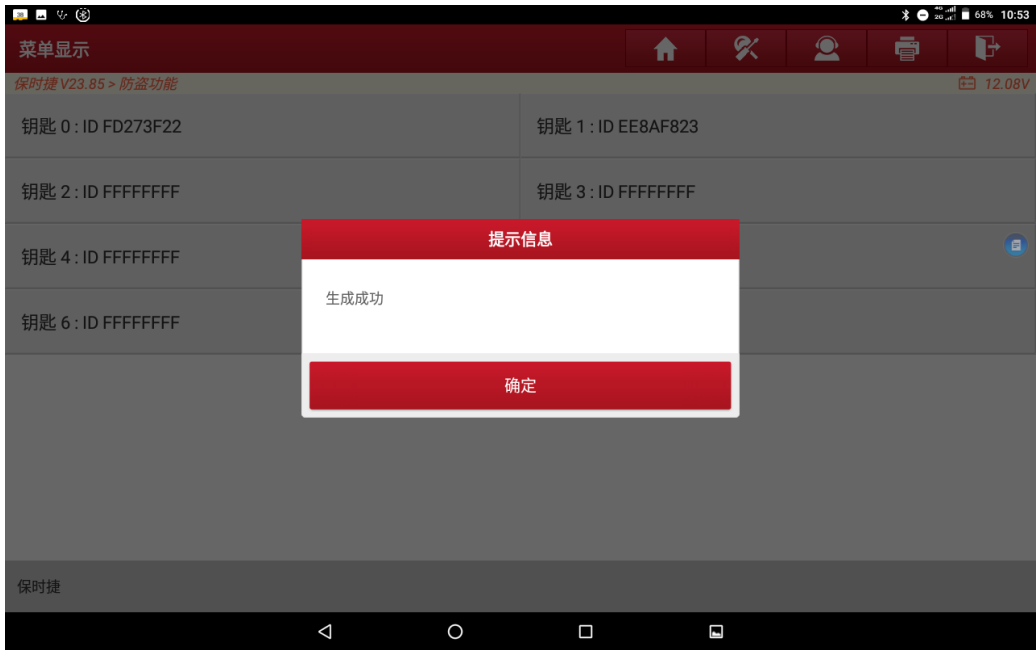 68% 10:53
菜单显示
保时捷 V23.85 > 防盗功能
12.08V
钥匙 0 : ID FD273F22
钥匙 1 : ID EE8AF823
钥匙 2 : ID FFFFFFFF
钥匙 3 : ID FFFFFFFF
提示信息
钥匙 4 : ID FFFFFFFF
生成成功
钥匙 6 : ID FFFFFFFF
确定
保时捷